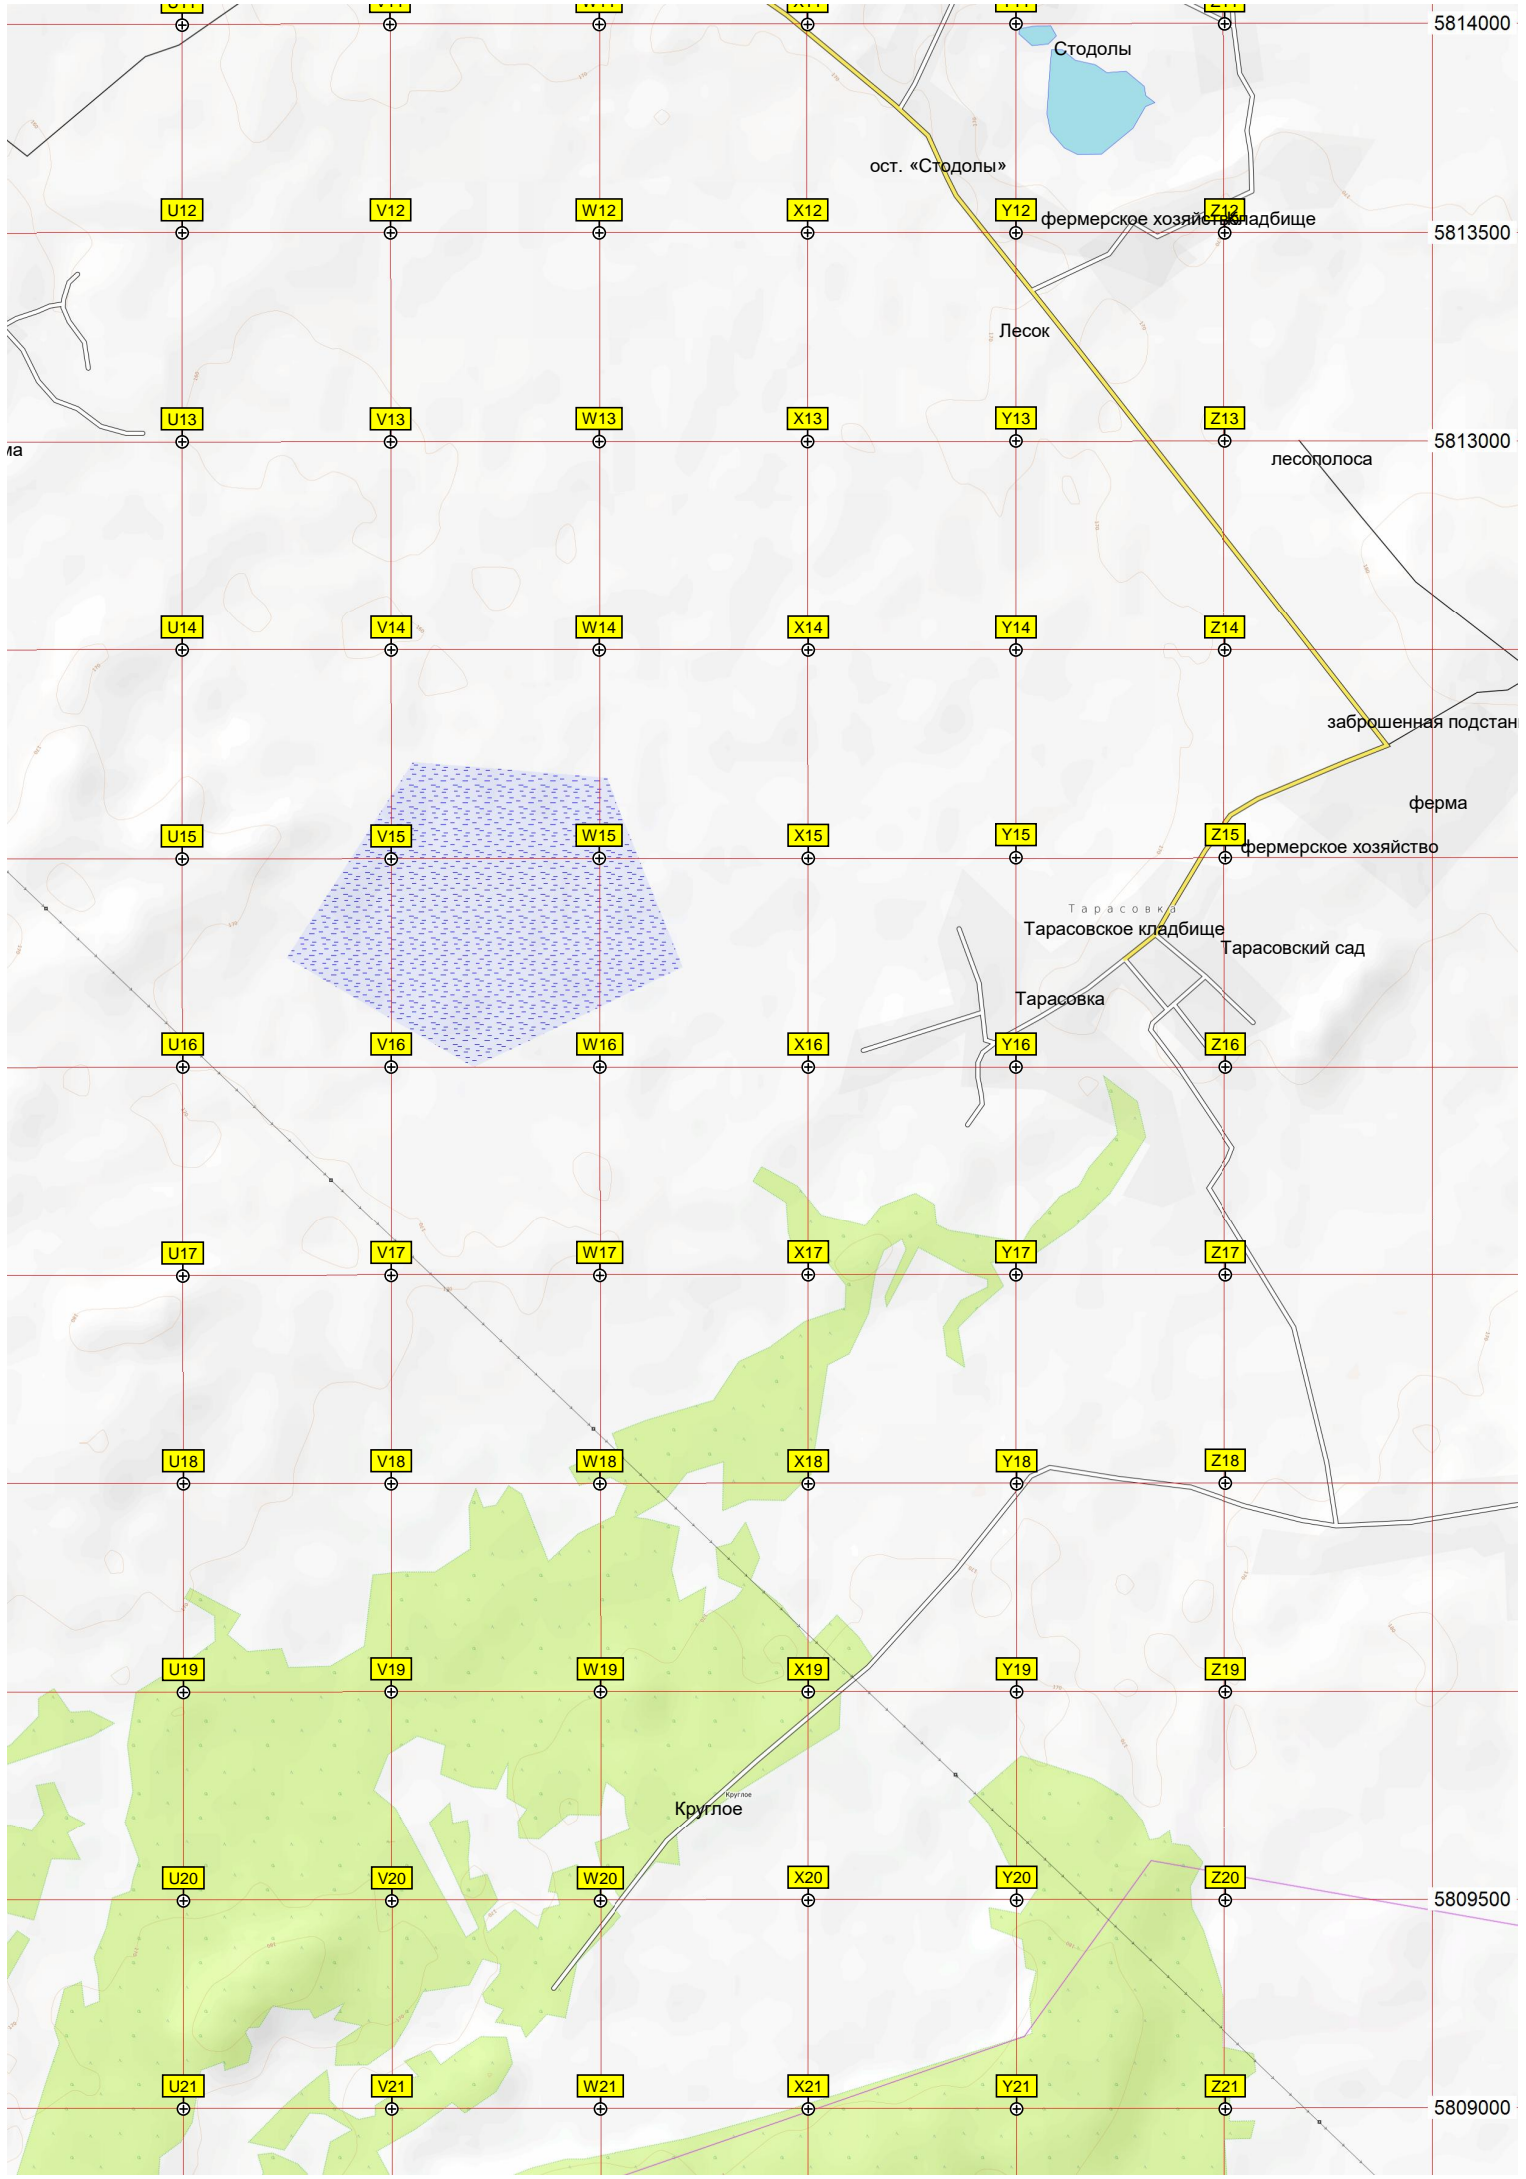 5814000
Стодолы
ост. «Стодолы»
U12 V12 W12 X12 Y12 Z12
фермерское хозяйство
Кладбище
5813500
Лесок
U13 V13 W13 X13 Y13 Z13
5813000
ма
лесополоса
U14 V14 W14 X14 Y14 Z14
заброшенная подстан
ферма
U15 V15 W15 X15 Y15 Z15
фермерское хозяйство
Тарасовка
Тарасовское кладбище
Тарасовский сад
Тарасовка
U16 V16 W16 X16 Y16 Z16
U17 V17 W17 X17 Y17 Z17
U18 V18 W18 X18 Y18 Z18
U19 V19 W19 X19 Y19 Z19
Круглое
Круглое
U20 V20 W20 X20 Y20 Z20
5809500
U21 V21 W21 X21 Y21 Z21
5809000